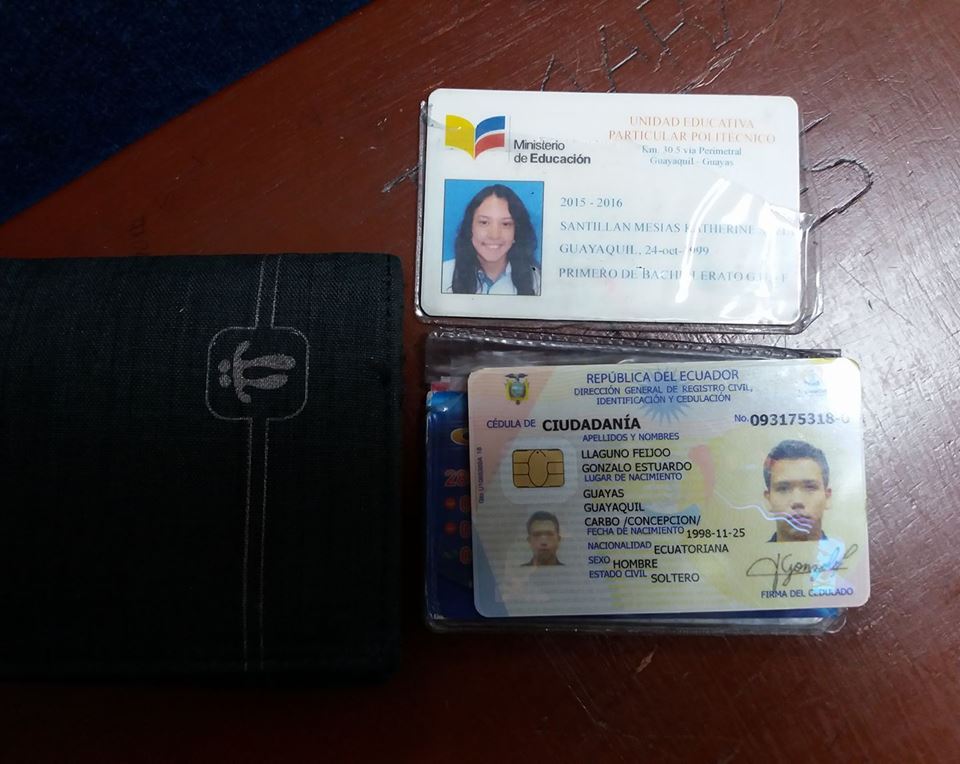 Ministerio
de Educación
UNIDAD EDUCATIVA
PARTICULAR POLITECNICO
Km. 30.5 via Perimetral
Guayaquil - Guayas
2015 - 2016
SANTILLAN MESIAS KATHERINE
GUAYAQUIL, 24-oct-1999
PRIMERO DE BACHILLERATO
REPÚBLICA DEL ECUADOR
DIRECCIÓN GENERAL DE REGISTRO CIVIL,
IDENTIFICACIÓN Y CEDULACIÓN
CÉDULA DE CIUDADANÍA
No. 093175318-
APELLIDOS Y NOMBRES
LLAGUNO FEIJOO
GONZALO ESTUARDO
LUGAR DE NACIMIENTO
GUAYAS
GUAYAQUIL
CARBO /CONCEPCION/
FECHA DE NACIMIENTO 1998-11-25
NACIONALIDAD ECUATORIANA
SEXO HOMBRE
ESTADO CIVIL SOLTERO
FIRMA DEL CEDULADO